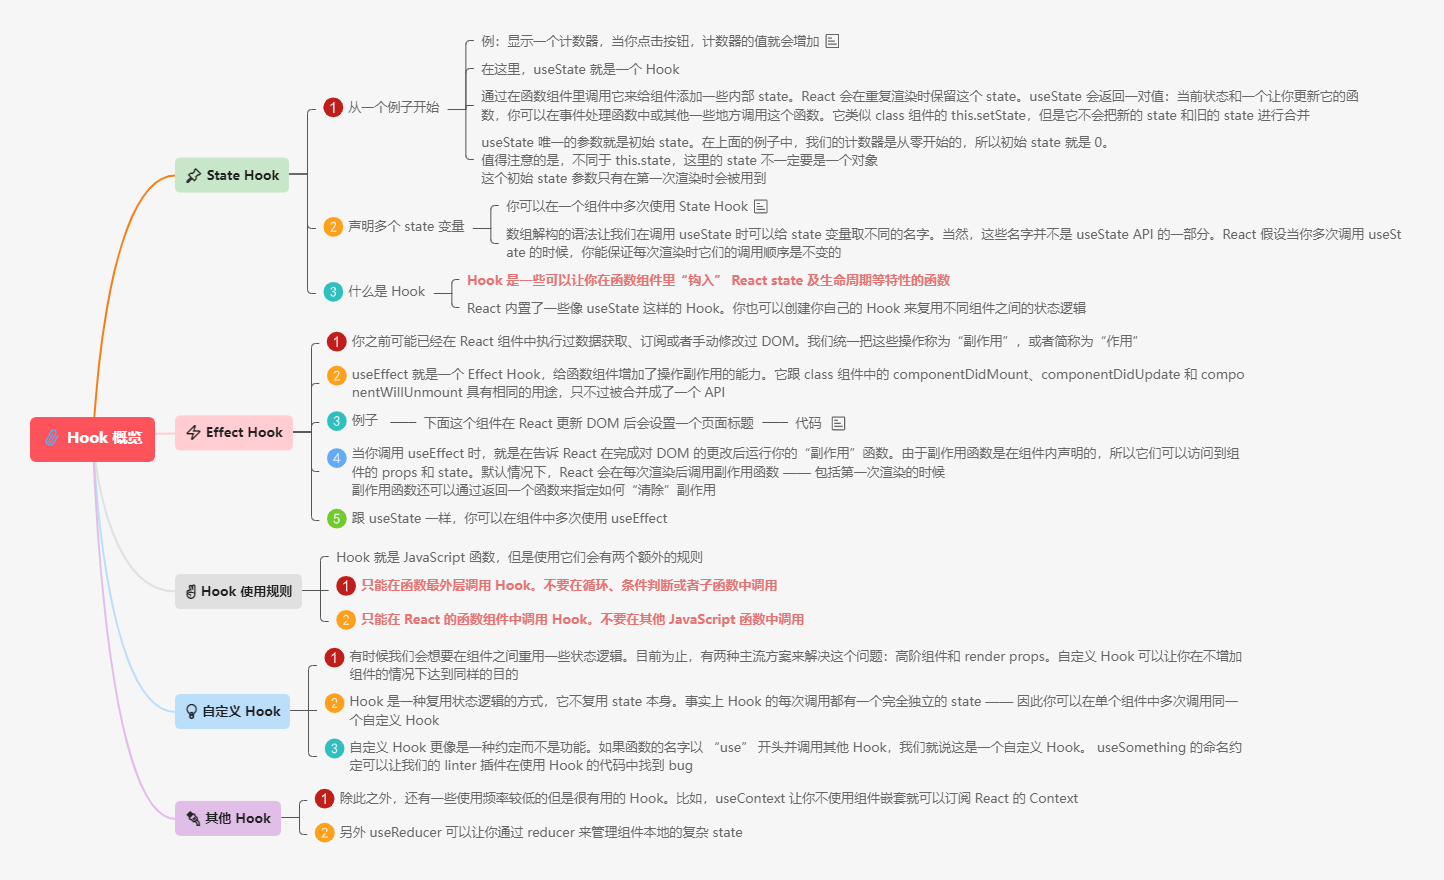 Hook 概览
State Hook
1 从一个例子开始
例：显示一个计数器，当你点击按钮，计数器的值就会增加
在这里，useState 就是一个 Hook
通过在函数组件里调用它来给组件添加一些内部 state。React 会在重复渲染时保留这个 state。useState 会返回一对值：当前状态和一个让你更新它的函
数，你可以在事件处理函数中或其他一些地方调用这个函数。它类似 class 组件的 this.setState，但是它不会把新的 state 和旧的 state 进行合并
useState 唯一的参数就是初始 state。在上面的例子中，我们的计数器是从零开始的，所以初始 state 就是 0。
值得注意的是，不同于 this.state，这里的 state 不一定要是一个对象
这个初始 state 参数只有在第一次渲染时会被用到
2 声明多个 state 变量
你可以在一个组件中多次使用 State Hook
数组解构的语法让我们在调用 useState 时可以给 state 变量取不同的名字。当然，这些名字并不是 useState API 的一部分。React 假设当你多次调用 useSt
ate 的时候，你能保证每次渲染时它们的调用顺序是不变的
3 什么是 Hook
Hook 是一些可以让你在函数组件里“钩入” React state 及生命周期等特性的函数
React 内置了一些像 useState 这样的 Hook。你也可以创建你自己的 Hook 来复用不同组件之间的状态逻辑
Effect Hook
1 你之前可能已经在 React 组件中执行过数据获取、订阅或者手动修改过 DOM。我们统一把这些操作称为“副作用”，或者简称为“作用”
2 useEffect 就是一个 Effect Hook，给函数组件增加了操作副作用的能力。它跟 class 组件中的 componentDidMount、componentDidUpdate 和 compo
nentWillUnmount 具有相同的用途，只不过被合并成了一个 API
3 例子 下面这个组件在 React 更新 DOM 后会设置一个页面标题 代码
4 当你调用 useEffect 时，就是在告诉 React 在完成对 DOM 的更改后运行你的“副作用”函数。由于副作用函数是在组件内声明的，所以它们可以访问到组
件的 props 和 state。默认情况下，React 会在每次渲染后调用副作用函数 —— 包括第一次渲染的时候
副作用函数还可以通过返回一个函数来指定如何“清除”副作用
5 跟 useState 一样，你可以在组件中多次使用 useEffect
Hook 使用规则
Hook 就是 JavaScript 函数，但是使用它们会有两个额外的规则
1 只能在函数最外层调用 Hook。不要在循环、条件判断或者子函数中调用
2 只能在 React 的函数组件中调用 Hook。不要在其他 JavaScript 函数中调用
自定义 Hook
1 有时候我们会想要在组件之间重用一些状态逻辑。目前为止，有两种主流方案来解决这个问题：高阶组件和 render props。自定义 Hook 可以让你在不增加
组件的情况下达到同样的目的
2 Hook 是一种复用状态逻辑的方式，它不复用 state 本身。事实上 Hook 的每次调用都有一个完全独立的 state —— 因此你可以在单个组件中多次调用同一
个自定义 Hook
3 自定义 Hook 更像是一种约定而不是功能。如果函数的名字以 “use” 开头并调用其他 Hook，我们就说这是一个自定义 Hook。 useSomething 的命名约
定可以让我们的 linter 插件在使用 Hook 的代码中找到 bug
其他 Hook
1 除此之外，还有一些使用频率较低的但是很有用的 Hook。比如，useContext 让你不使用组件嵌套就可以订阅 React 的 Context
2 另外 useReducer 可以让你通过 reducer 来管理组件本地的复杂 state